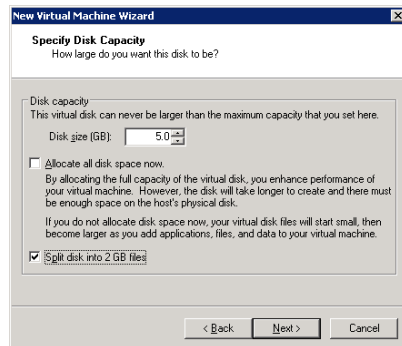 New Virtual Machine Wizard
Specify Disk Capacity
How large do you want this disk to be?
Disk capacity
This virtual disk can never be larger than the maximum capacity that you set here.
Disk size (GB): 5.0
Allocate all disk space now.
By allocating the full capacity of the virtual disk, you enhance performance of
your virtual machine. However, the disk will take longer to create and there must
be enough space on the host's physical disk.
If you do not allocate disk space now, your virtual disk files will start small, then
become larger as you add applications, files, and data to your virtual machine.
Split disk into 2 GB files
< Back Next > Cancel